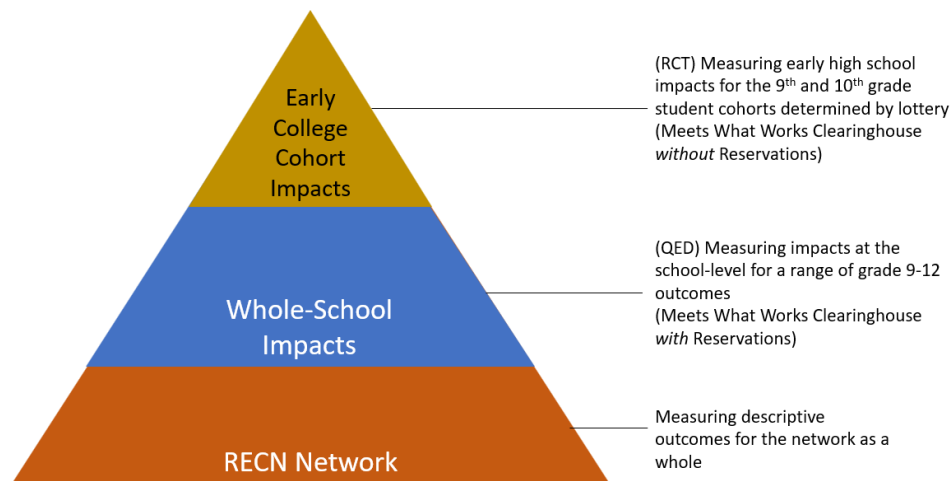 Early
College
Cohort
Impacts
(RCT) Measuring early high school
impacts for the 9th and 10th grade
student cohorts determined by lottery
(Meets What Works Clearinghouse
without Reservations)
Whole-School
Impacts
(QED) Measuring impacts at the
school-level for a range of grade 9-12
outcomes
(Meets What Works Clearinghouse
with Reservations)
RECN Network
Measuring descriptive
outcomes for the network as a
whole